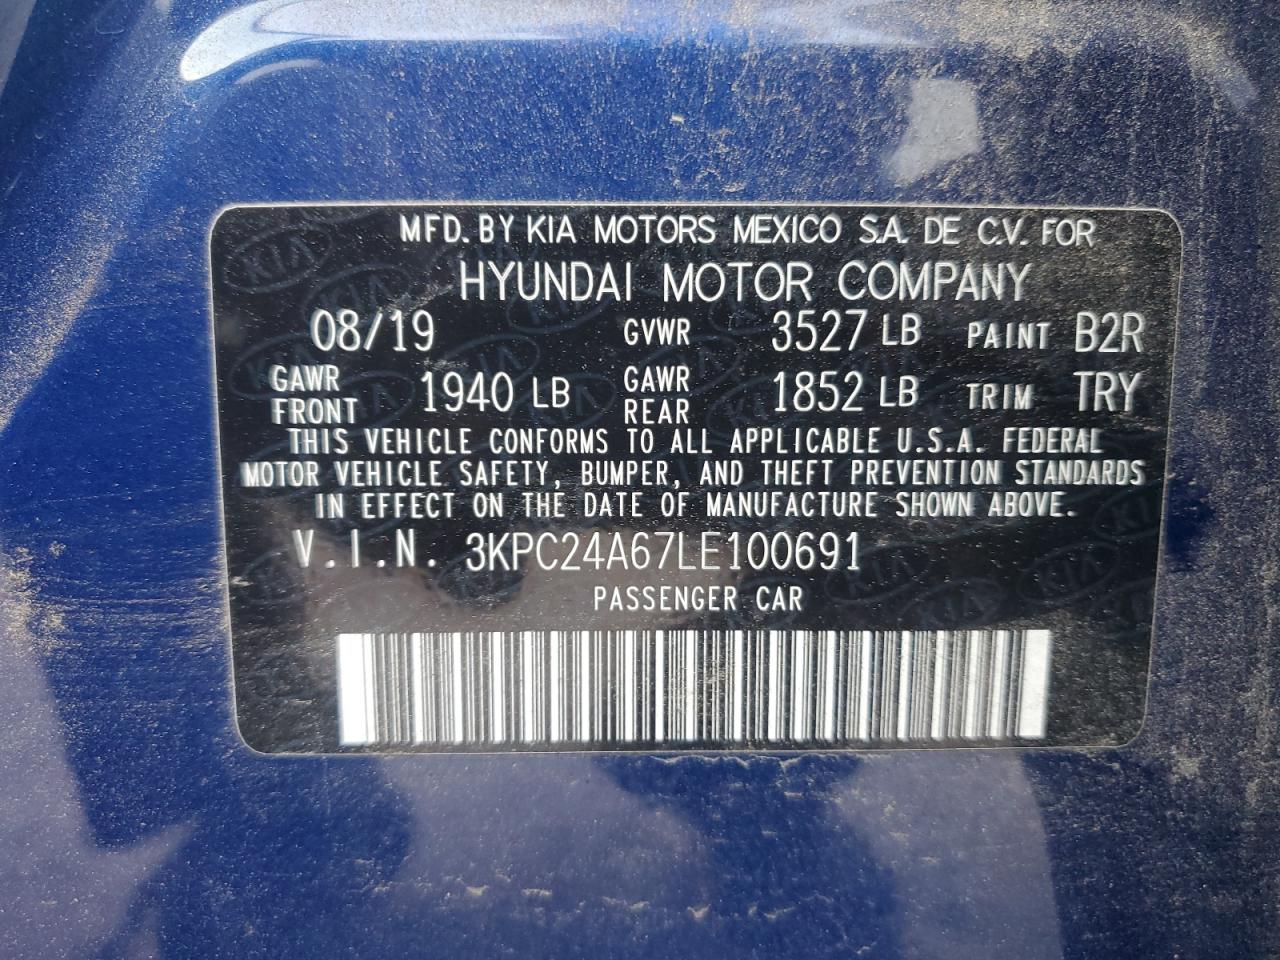 MFD. BY KIA MOTORS MEXICO S.A. DE C.V. FOR
HYUNDAI MOTOR COMPANY
08/19 GVWR 3527 LB PAINT B2R
GAWR FRONT 1940 LB GAWR REAR 1852 LB TRIM TRY
THIS VEHICLE CONFORMS TO ALL APPLICABLE U.S.A. FEDERAL
MOTOR VEHICLE SAFETY, BUMPER, AND THEFT PREVENTION STANDARDS
IN EFFECT ON THE DATE OF MANUFACTURE SHOWN ABOVE.
V.I.N. 3KPC24A67LE100691
PASSENGER CAR